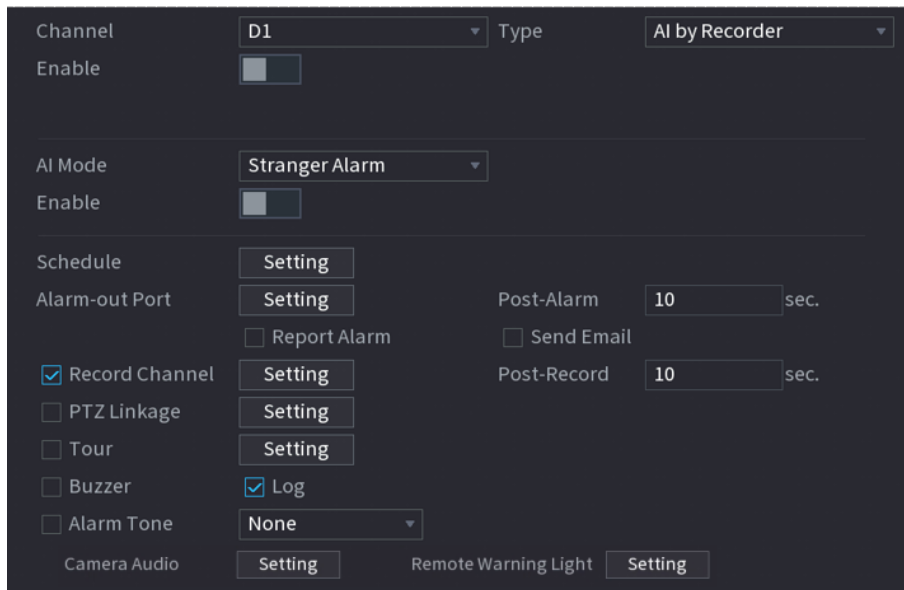 Channel D1 Type AI by Recorder
Enable
AI Mode Stranger Alarm
Enable
Schedule Setting
Alarm-out Port Setting Post-Alarm 10 sec.
Report Alarm Send Email
Record Channel Setting Post-Record 10 sec.
PTZ Linkage Setting
Tour Setting
Buzzer Log
Alarm Tone None
Camera Audio Setting Remote Warning Light Setting